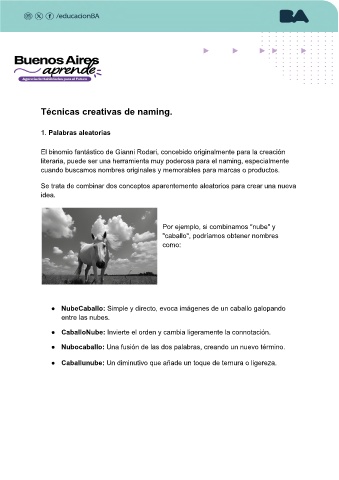 /educacionBA
BA
Buenos Aires
aprende
Agencia de Habilidades para el Futuro
Técnicas creativas de naming.
1. Palabras aleatorias
El binomio fantástico de Gianni Rodari, concebido originalmente para la creación
literaria, puede ser una herramienta muy poderosa para el naming, especialmente
cuando buscamos nombres originales y memorables para marcas o productos.
Se trata de combinar dos conceptos aparentemente aleatorios para crear una nueva
idea.
Por ejemplo, si combinamos "nube" y
"caballo", podríamos obtener nombres
como:
● NubeCaballo: Simple y directo, evoca imágenes de un caballo galopando
entre las nubes.
● CaballoNube: Invierte el orden y cambia ligeramente la connotación.
● Nubocaballo: Una fusión de las dos palabras, creando un nuevo término.
● Caballunube: Un diminutivo que añade un toque de ternura o ligereza.